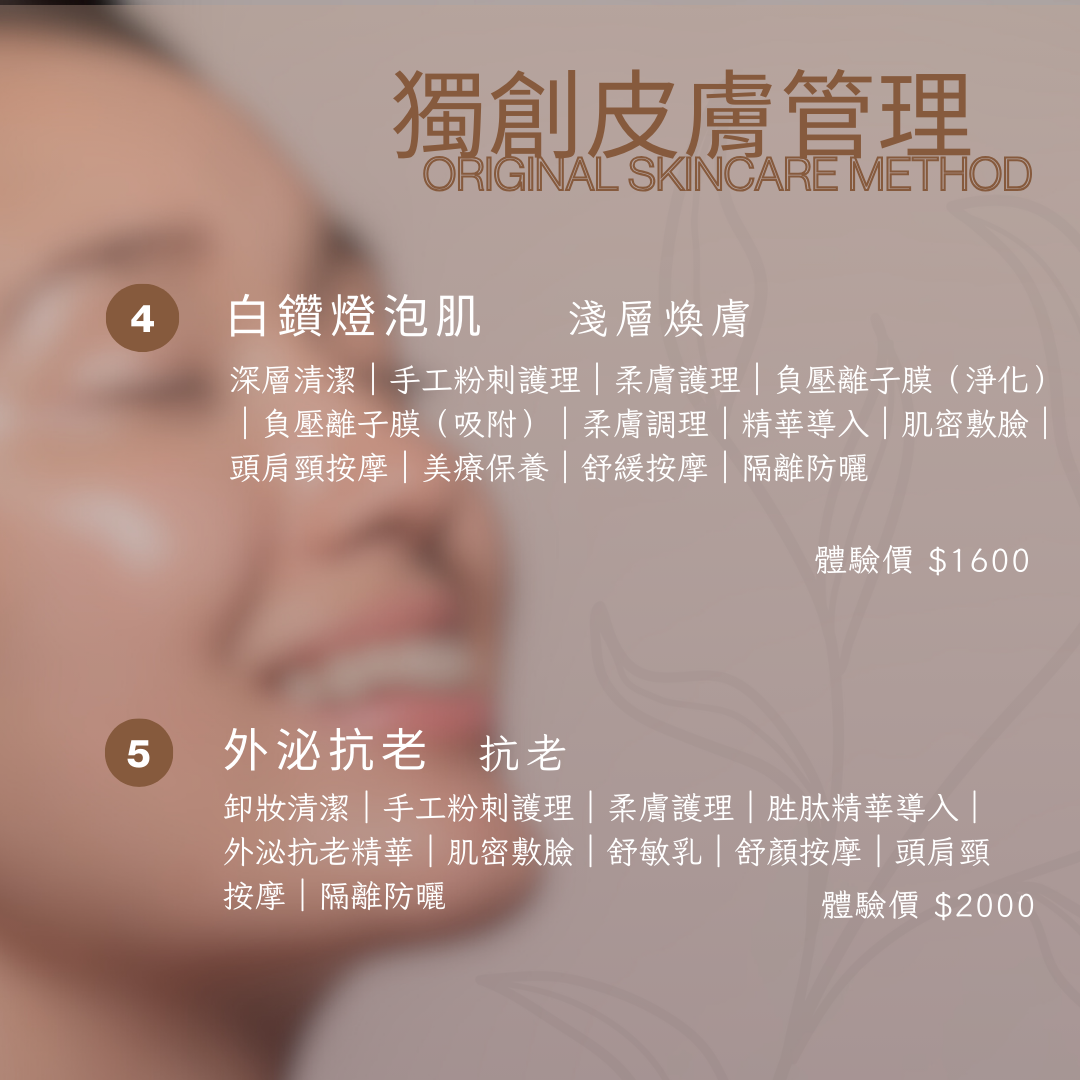 獨創皮膚管理
ORIGINAL SKINCARE METHOD
4 白鑽燈泡肌 淺層煥膚
深層清潔｜手工粉刺護理｜柔膚護理｜負壓離子膜（淨化）
｜負壓離子膜（吸附）｜柔膚調理｜精華導入｜肌密敷臉｜
頭肩頸按摩｜美療保養｜舒緩按摩｜隔離防曬
體驗價 $1600
5 外泌抗老 抗老
卸妝清潔｜手工粉刺護理｜柔膚護理｜胜肽精華導入｜
外泌抗老精華｜肌密敷臉｜舒敏乳｜舒顏按摩｜頭肩頸
按摩｜隔離防曬
體驗價 $2000